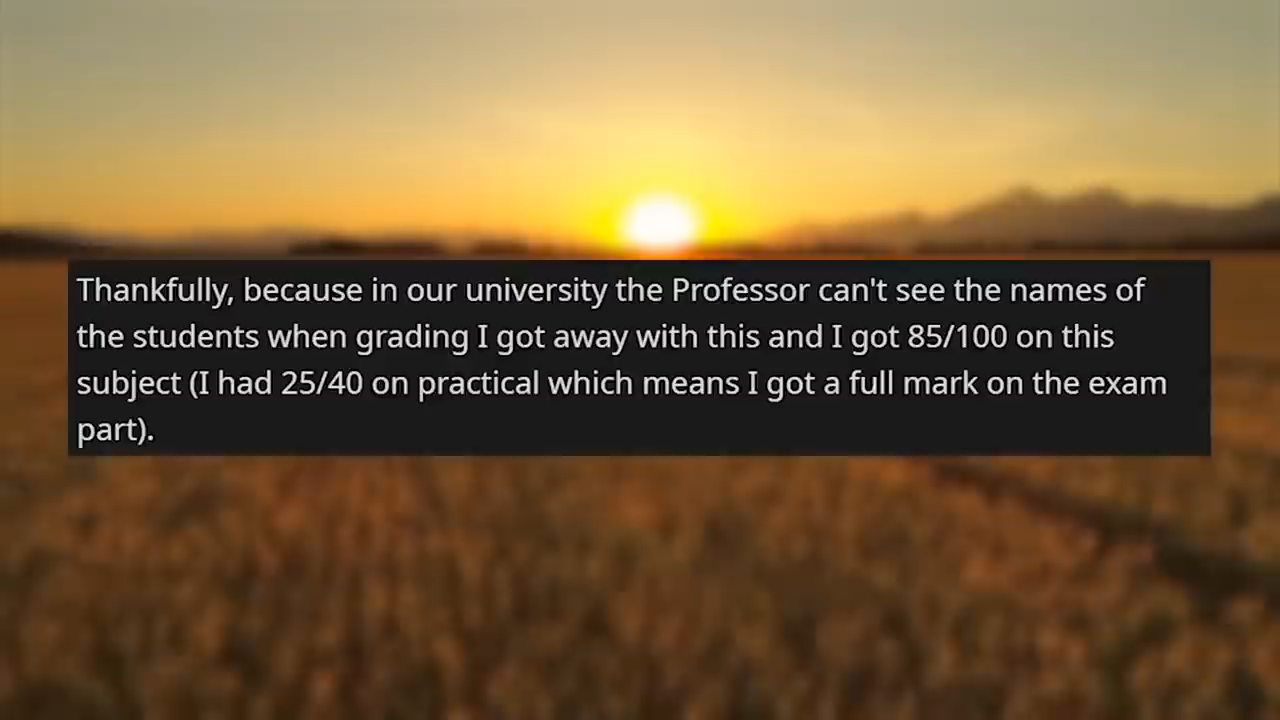 Thankfully, because in our university the Professor can't see the names of
the students when grading I got away with this and I got 85/100 on this
subject (I had 25/40 on practical which means I got a full mark on the exam
part).